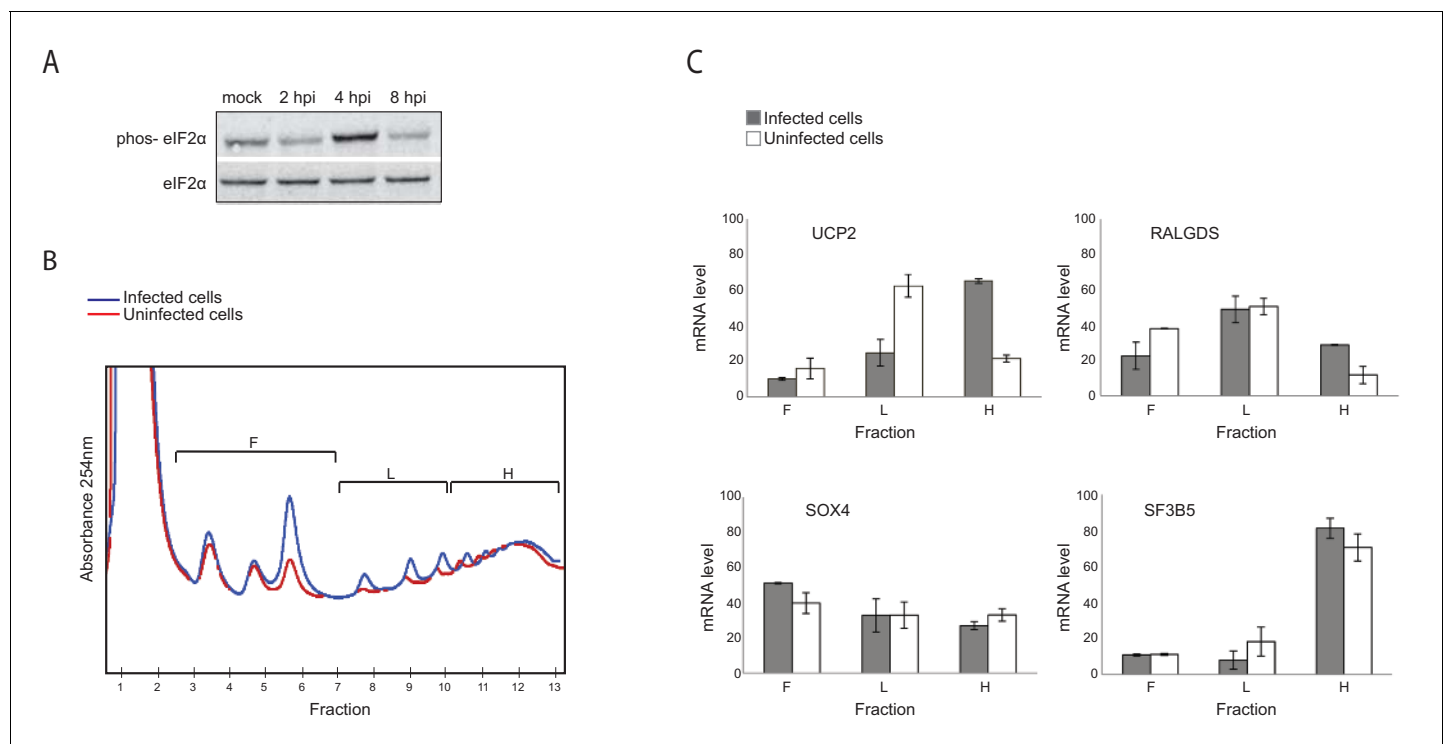 A
mock 2 hpi 4 hpi 8 hpi
phos- eIF2α
eIF2α
B
Infected cells
Uninfected cells
F
L
H
Absorbance 254nm
1 2 3 4 5 6 7 8 9 10 11 12 13
Fraction
C
Infected cells
Uninfected cells
UCP2
mRNA level
100
80
60
40
20
0
F L H
Fraction
RALGDS
mRNA level
100
80
60
40
20
0
F L H
Fraction
SOX4
mRNA level
100
80
60
40
20
0
F L H
Fraction
SF3B5
mRNA level
100
80
60
40
20
0
F L H
Fraction